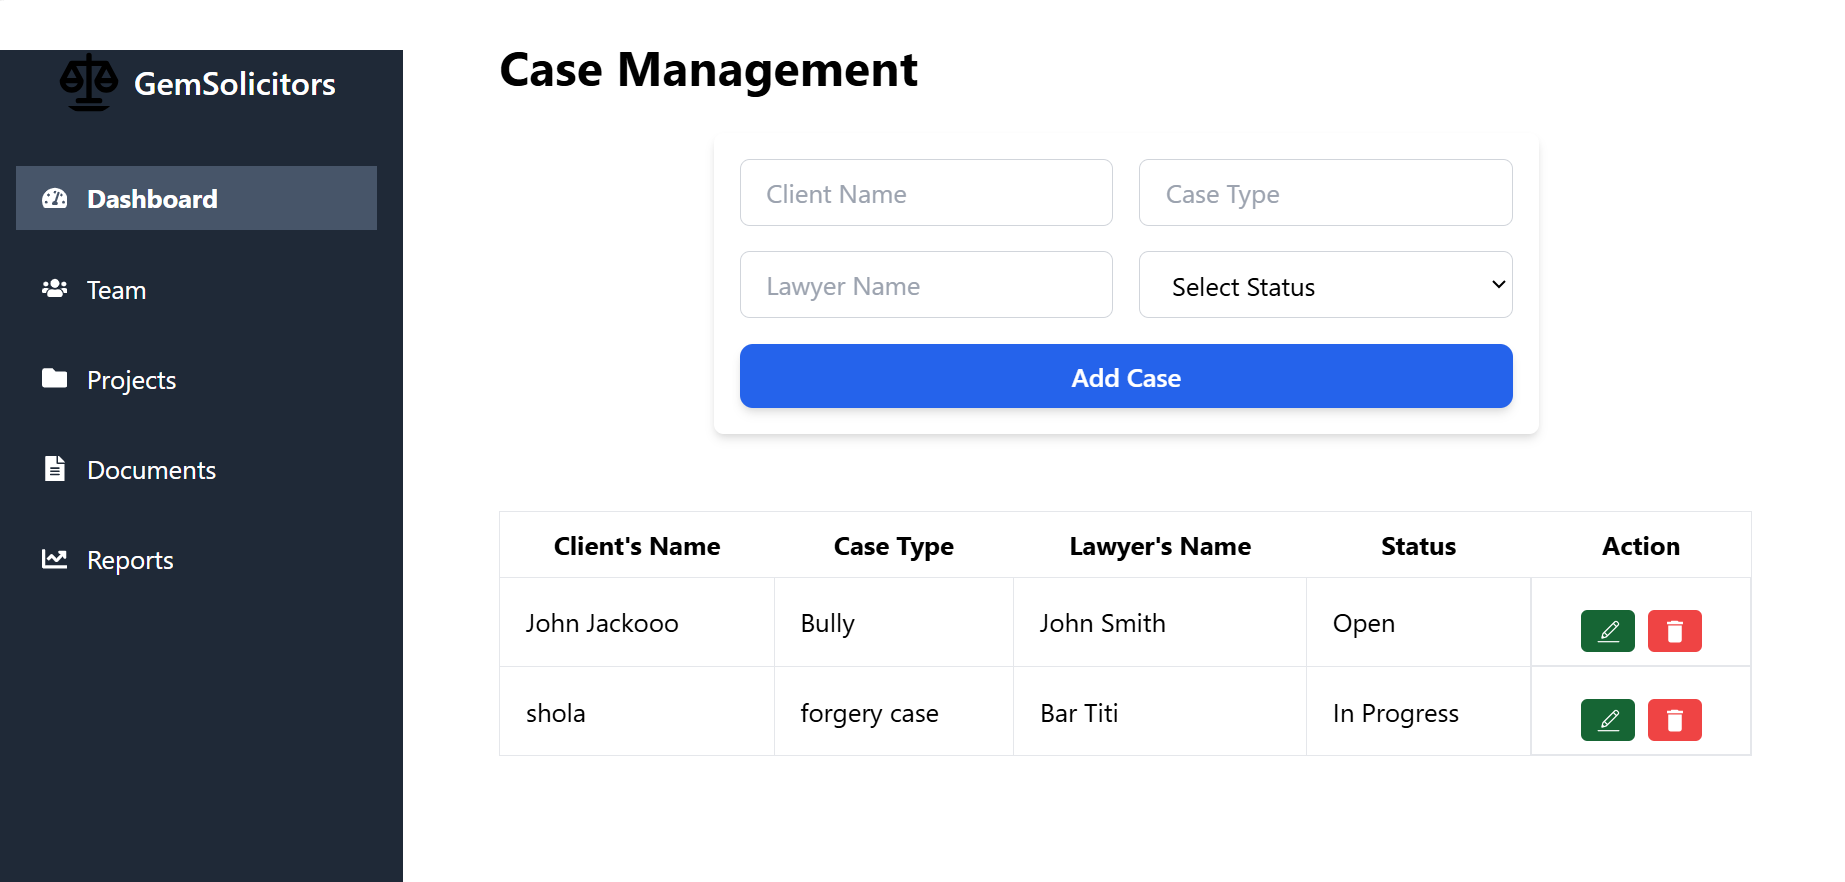 GemSolicitors
Dashboard
Team
Projects
Documents
Reports
Case Management
Client Name
Case Type
Lawyer Name
Select Status
Add Case
Client's Name Case Type Lawyer's Name Status Action
John Jackooo Bully John Smith Open
shola forgery case Bar Titi In Progress